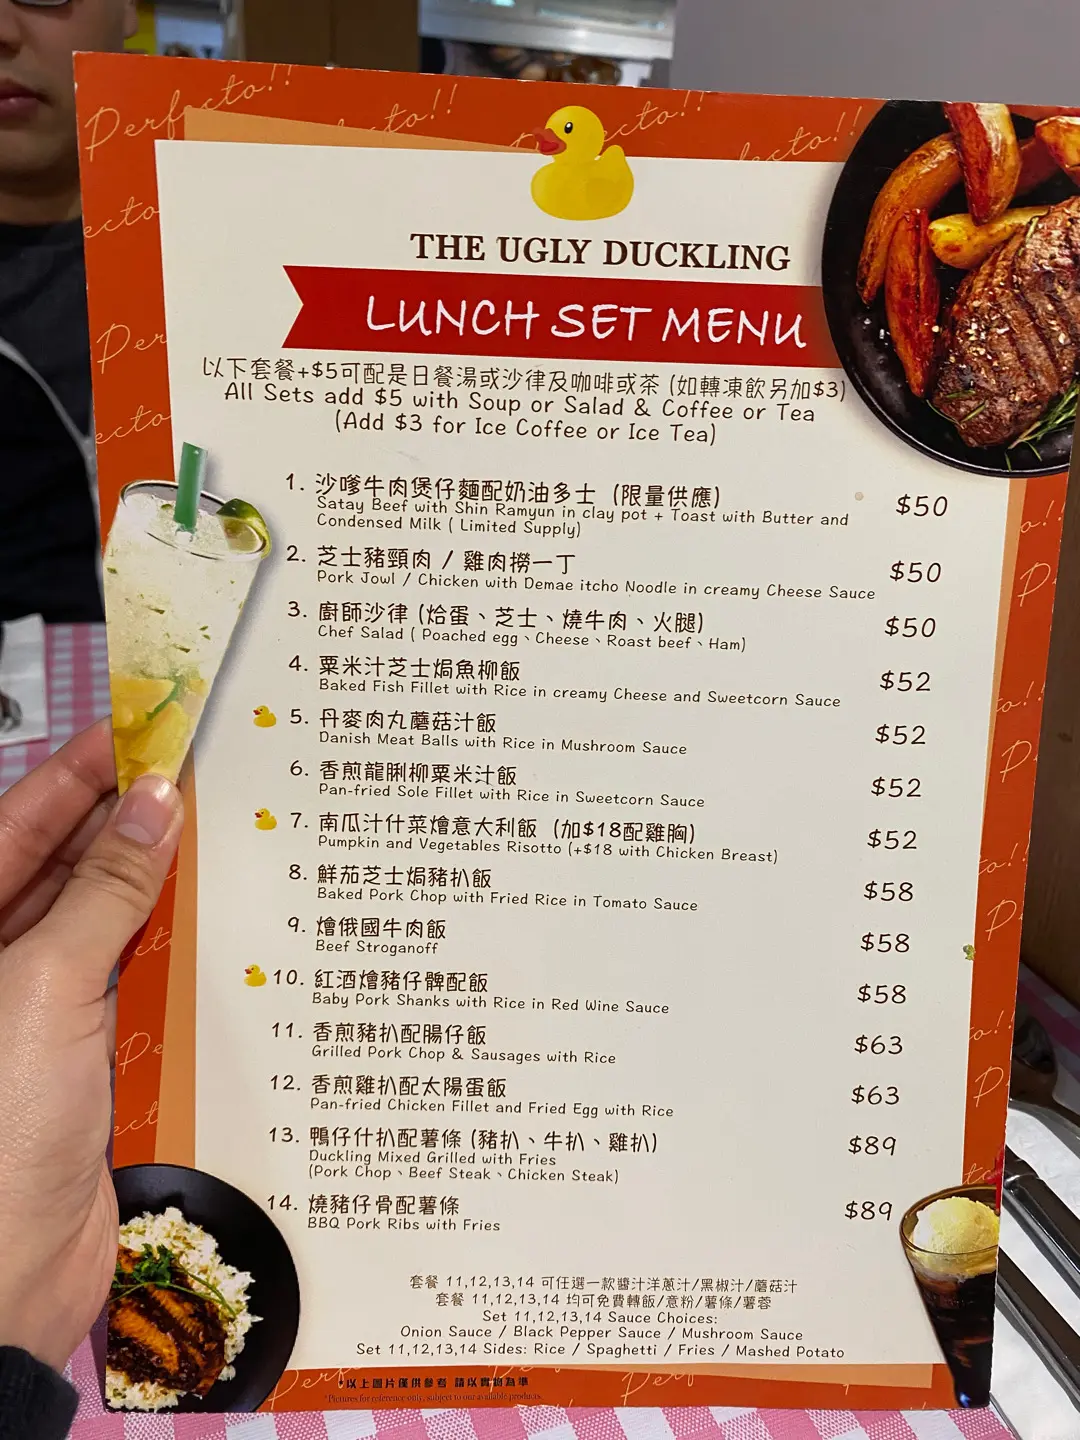 Perfecto!!
THE UGLY DUCKLING
LUNCH SET MENU
以下套餐+$5可配是日餐湯或沙律及咖啡或茶 (如轉凍飲另加$3)
All Sets add $5 with Soup or Salad & Coffee or Tea
(Add $3 for Ice Coffee or Ice Tea)
1. 沙嗲牛肉煲仔麵配奶油多士 (限量供應) $50
Satay Beef with Shin Ramyun in clay pot + Toast with Butter and
Condensed Milk ( Limited Supply)
2. 芝士豬頸肉 / 雞肉撈一丁 $50
Pork Jowl / Chicken with Demae itcho Noodle in creamy Cheese Sauce
3. 廚師沙律 (烚蛋、芝士、燒牛肉、火腿) $50
Chef Salad ( Poached egg、Cheese、Roast beef、Ham)
4. 粟米汁芝士焗魚柳飯 $52
Baked Fish Fillet with Rice in creamy Cheese and Sweetcorn Sauce
5. 丹麥肉丸蘑菇汁飯 $52
Danish Meat Balls with Rice in Mushroom Sauce
6. 香煎龍脷柳粟米汁飯 $52
Pan-fried Sole Fillet with Rice in Sweetcorn Sauce
7. 南瓜汁什菜燴意大利飯 (加$18配雞胸) $52
Pumpkin and Vegetables Risotto (+$18 with Chicken Breast)
8. 鮮茄芝士焗豬扒飯 $58
Baked Pork Chop with Fried Rice in Tomato Sauce
9. 燴俄國牛肉飯 $58
Beef Stroganoff
10. 紅酒燴豬仔髀配飯 $58
Baby Pork Shanks with Rice in Red Wine Sauce
11. 香煎豬扒配腸仔飯 $63
Grilled Pork Chop & Sausages with Rice
12. 香煎雞扒配太陽蛋飯 $63
Pan-fried Chicken Fillet and Fried Egg with Rice
13. 鴨仔什扒配薯條 (豬扒、牛扒、雞扒) $89
Duckling Mixed Grilled with Fries
(Pork Chop、Beef Steak、Chicken Steak)
14. 燒豬仔骨配薯條 $89
BBQ Pork Ribs with Fries
套餐 11,12,13,14 可任選一款醬汁洋蔥汁/黑椒汁/蘑菇汁
套餐 11,12,13,14 均可免費轉飯/意粉/薯條/薯蓉
Set 11,12,13,14 Sauce Choices:
Onion Sauce / Black Pepper Sauce / Mushroom Sauce
Set 11,12,13,14 Sides: Rice / Spaghetti / Fries / Mashed Potato
*以上圖片僅供參考 請以實物為準
*Pictures for reference only, subject to our available products.